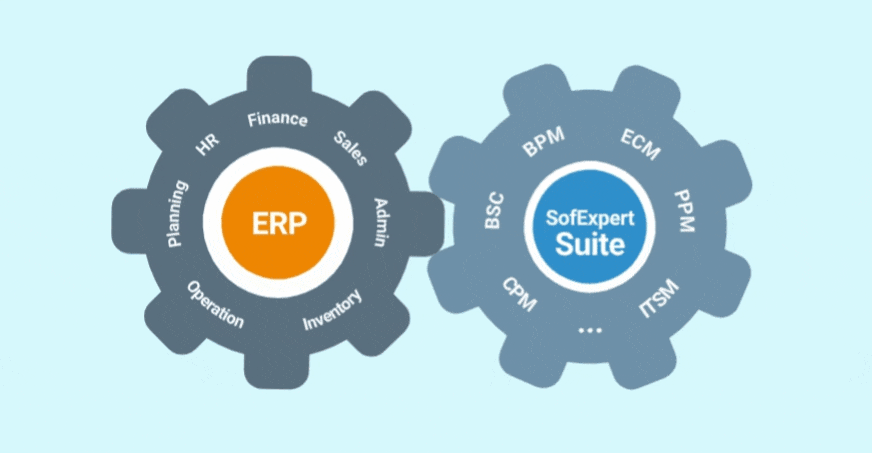 Finance
HR
Sales
Planning
ERP
Admin
Operation
Inventory
BPM
ECM
BSC
SofExpert
Suite
PPM
CPM
ITSM
...